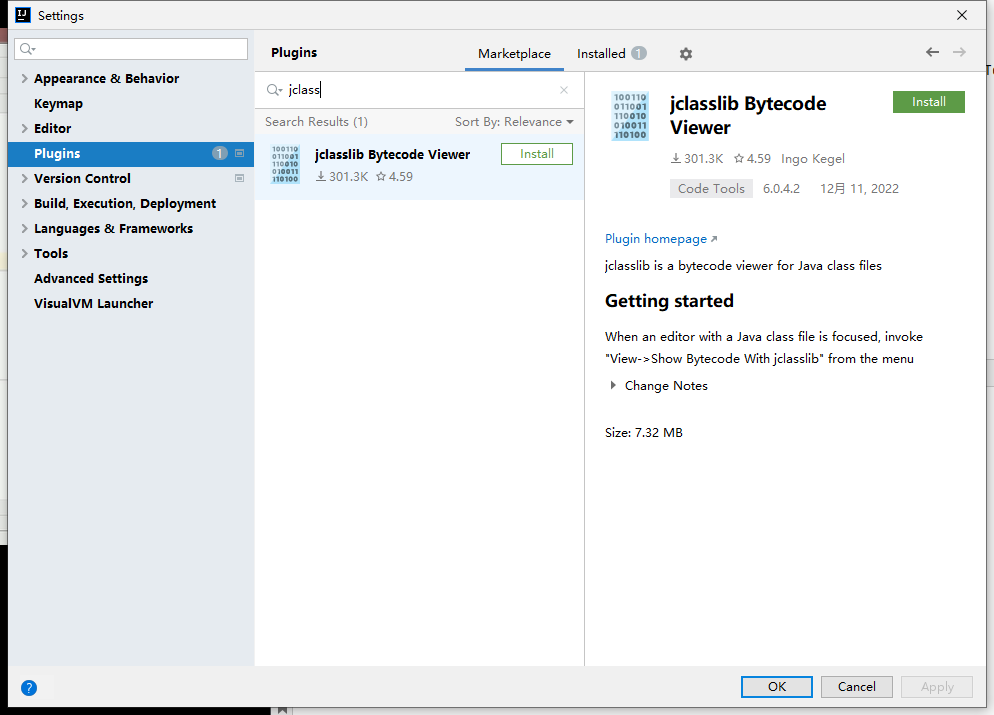 Settings
Plugins
Marketplace
Installed 1
Appearance & Behavior
Keymap
Editor
Plugins 1
Version Control
Build, Execution, Deployment
Languages & Frameworks
Tools
Advanced Settings
VisualVM Launcher
jclass
Search Results (1)
Sort By: Relevance
jclasslib Bytecode Viewer
Install
301.3K 4.59
jclasslib Bytecode
Viewer
Install
301.3K 4.59 Ingo Kegel
Code Tools 6.0.4.2 12月 11, 2022
Plugin homepage
jclasslib is a bytecode viewer for Java class files
Getting started
When an editor with a Java class file is focused, invoke
"View->Show Bytecode With jclasslib" from the menu
Change Notes
Size: 7.32 MB
?
OK
Cancel
Apply